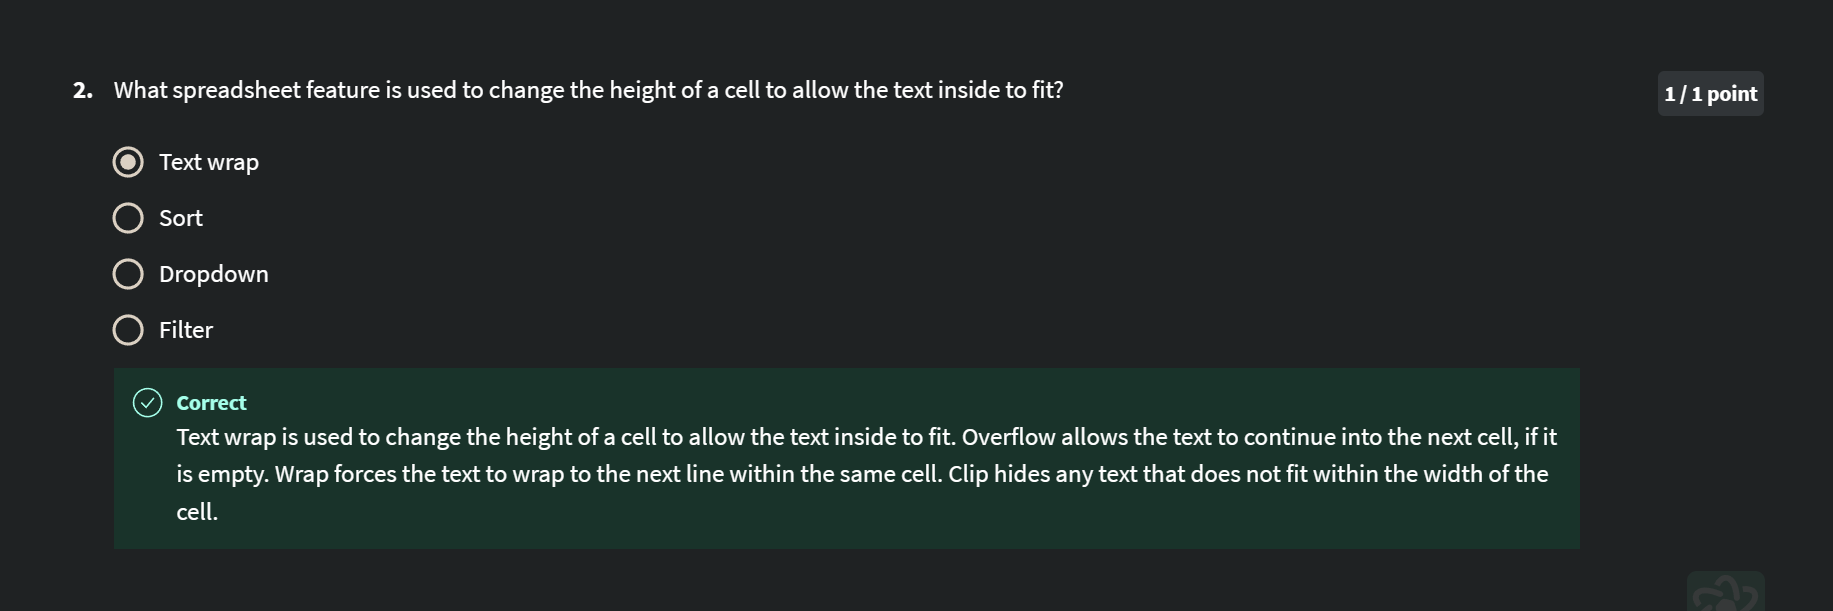 2. What spreadsheet feature is used to change the height of a cell to allow the text inside to fit?
1 / 1 point
Text wrap
Sort
Dropdown
Filter
Correct
Text wrap is used to change the height of a cell to allow the text inside to fit. Overflow allows the text to continue into the next cell, if it
is empty. Wrap forces the text to wrap to the next line within the same cell. Clip hides any text that does not fit within the width of the
cell.